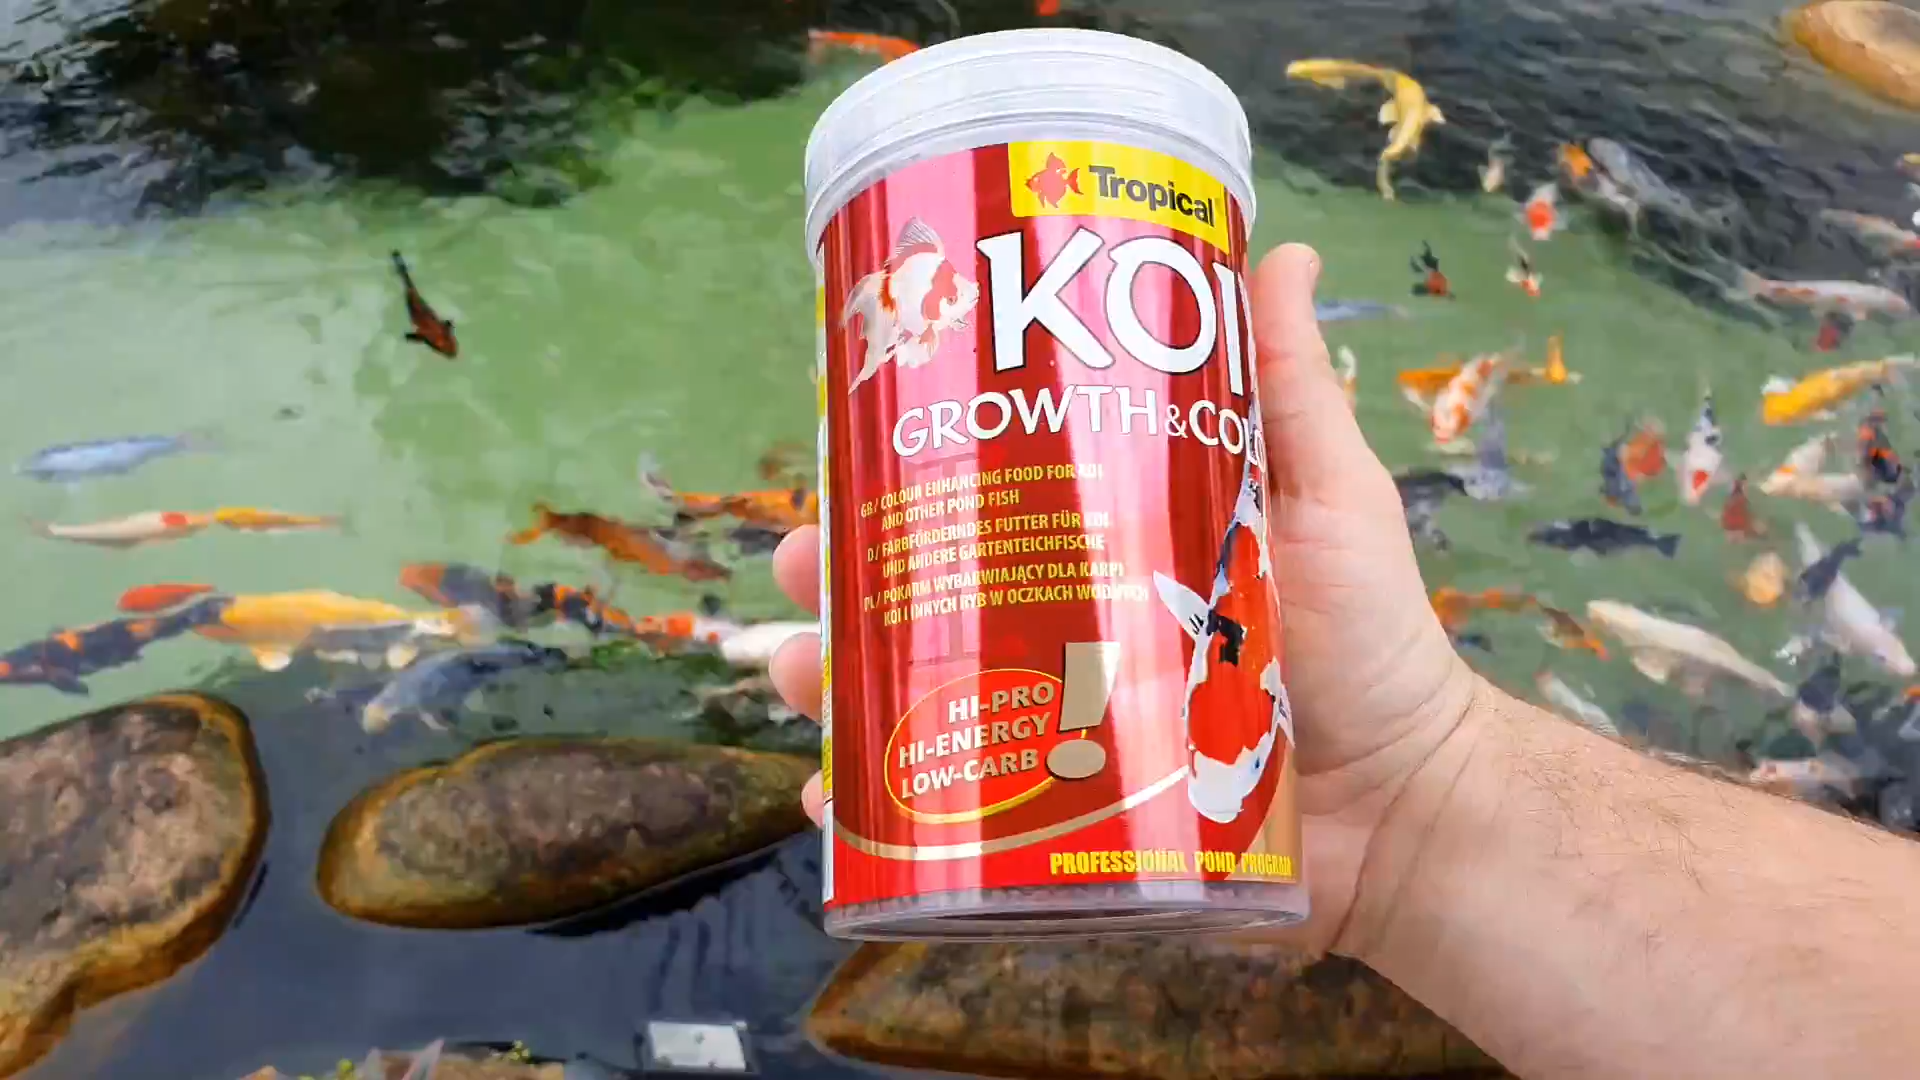 Tropical
KOI
GROWTH & COLO
GB / COLOUR ENHANCING FOOD FOR KOI
AND OTHER POND FISH
D / FARBFÖRDERNDES FUTTER FÜR KOI
UND ANDERE GARTENTEICHFISCHE
PL / POKARM WYBARWIAJĄCY DLA KARPI
KOI I INNYCH RYB W OCZKACH WODNYCH
HI-PRO
HI-ENERGY
LOW-CARB
!
PROFESSIONAL POND PROGRAM